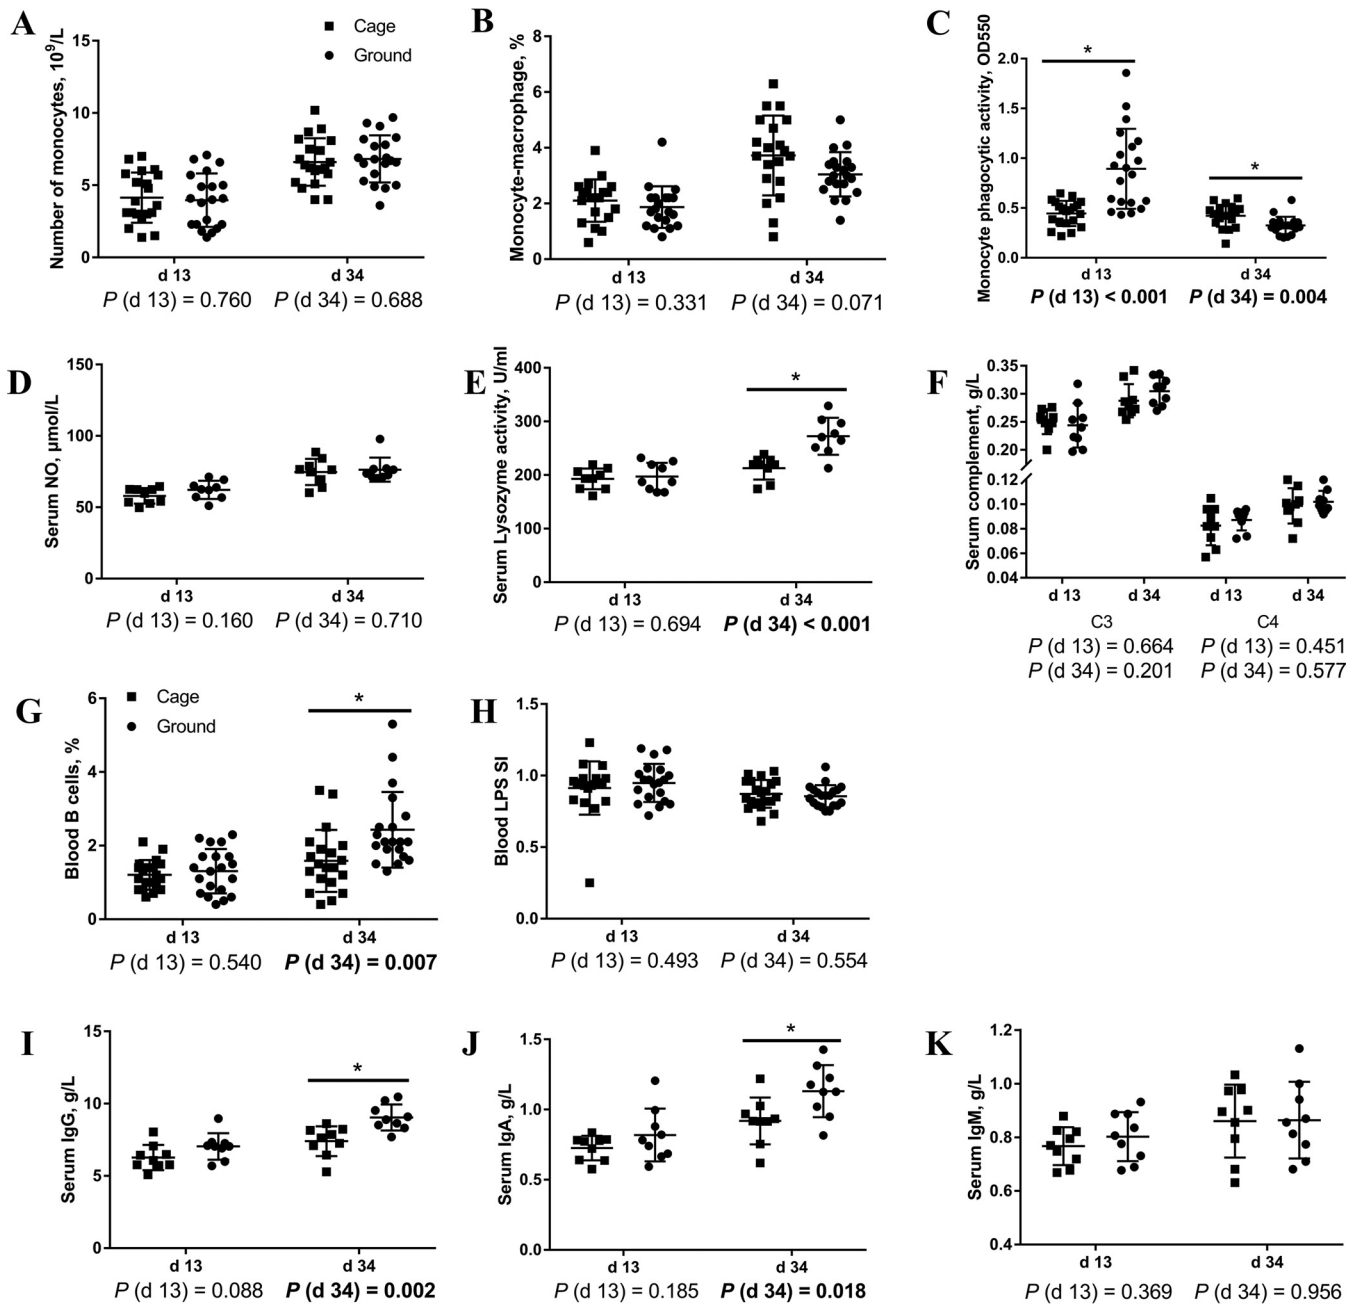 A
Number of monocytes, 10⁹/L
15
10
5
0
Cage
Ground
d 13
d 34
P (d 13) = 0.760
P (d 34) = 0.688
B
Monocyte-macrophage, %
8
6
4
2
0
d 13
d 34
P (d 13) = 0.331
P (d 34) = 0.071
C
Monocyte phagocytic activity, OD550
2.0
1.5
1.0
0.5
0.0
*
*
d 13
d 34
P (d 13) < 0.001
P (d 34) = 0.004
D
Serum NO, μmol/L
150
100
50
0
d 13
d 34
P (d 13) = 0.160
P (d 34) = 0.710
E
Serum Lysozyme activity, U/ml
400
300
200
100
0
*
d 13
d 34
P (d 13) = 0.694
P (d 34) < 0.001
F
Serum complement, g/L
0.35
0.30
0.25
0.20
0.12
0.10
0.08
0.06
0.04
d 13
d 34
d 13
d 34
C3
C4
P (d 13) = 0.664
P (d 13) = 0.451
P (d 34) = 0.201
P (d 34) = 0.577
G
Blood B cells, %
6
4
2
0
Cage
Ground
*
d 13
d 34
P (d 13) = 0.540
P (d 34) = 0.007
H
Blood LPS SI
1.5
1.0
0.5
0.0
d 13
d 34
P (d 13) = 0.493
P (d 34) = 0.554
I
Serum IgG, g/L
15
10
5
0
*
d 13
d 34
P (d 13) = 0.088
P (d 34) = 0.002
J
Serum IgA, g/L
1.5
1.0
0.5
0.0
*
d 13
d 34
P (d 13) = 0.185
P (d 34) = 0.018
K
Serum IgM, g/L
1.2
1.0
0.8
0.6
0.4
d 13
d 34
P (d 13) = 0.369
P (d 34) = 0.956